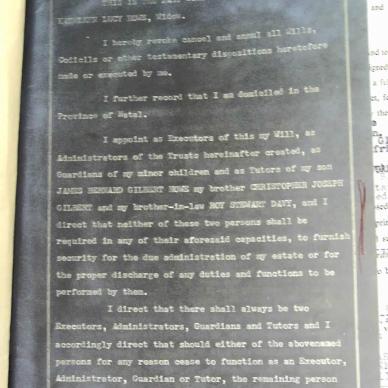 THIS IS THE LAST
KATHLEEN LUCY HOWE, Widow.
I hereby revoke cancel and annul all Wills,
Codicils or other testamentary dispositions heretofore
made or executed by me.
I further record that I am domiciled in the
Province of Natal.
I appoint as Executors of this my Will, as
Administrators of the Trusts hereinafter created, as
Guardians of my minor children and as Tutors of my son
JAMES BERNARD GILBERT HOWE my brother CHRISTOPHER JOSEPH
GILBERT and my brother-in-law ROY STEWART DAVY, and I
direct that neither of these two persons shall be
required in any of their aforesaid capacities, to furnish
security for the due administration of my estate or for
the proper discharge of any duties and functions to be
performed by them.
I direct that there shall always be two
Executors, Administrators, Guardians and Tutors and I
accordingly direct that should either of the abovenamed
persons for any reason cease to function as an Executor,
Administrator, Guardian or Tutor, the remaining person